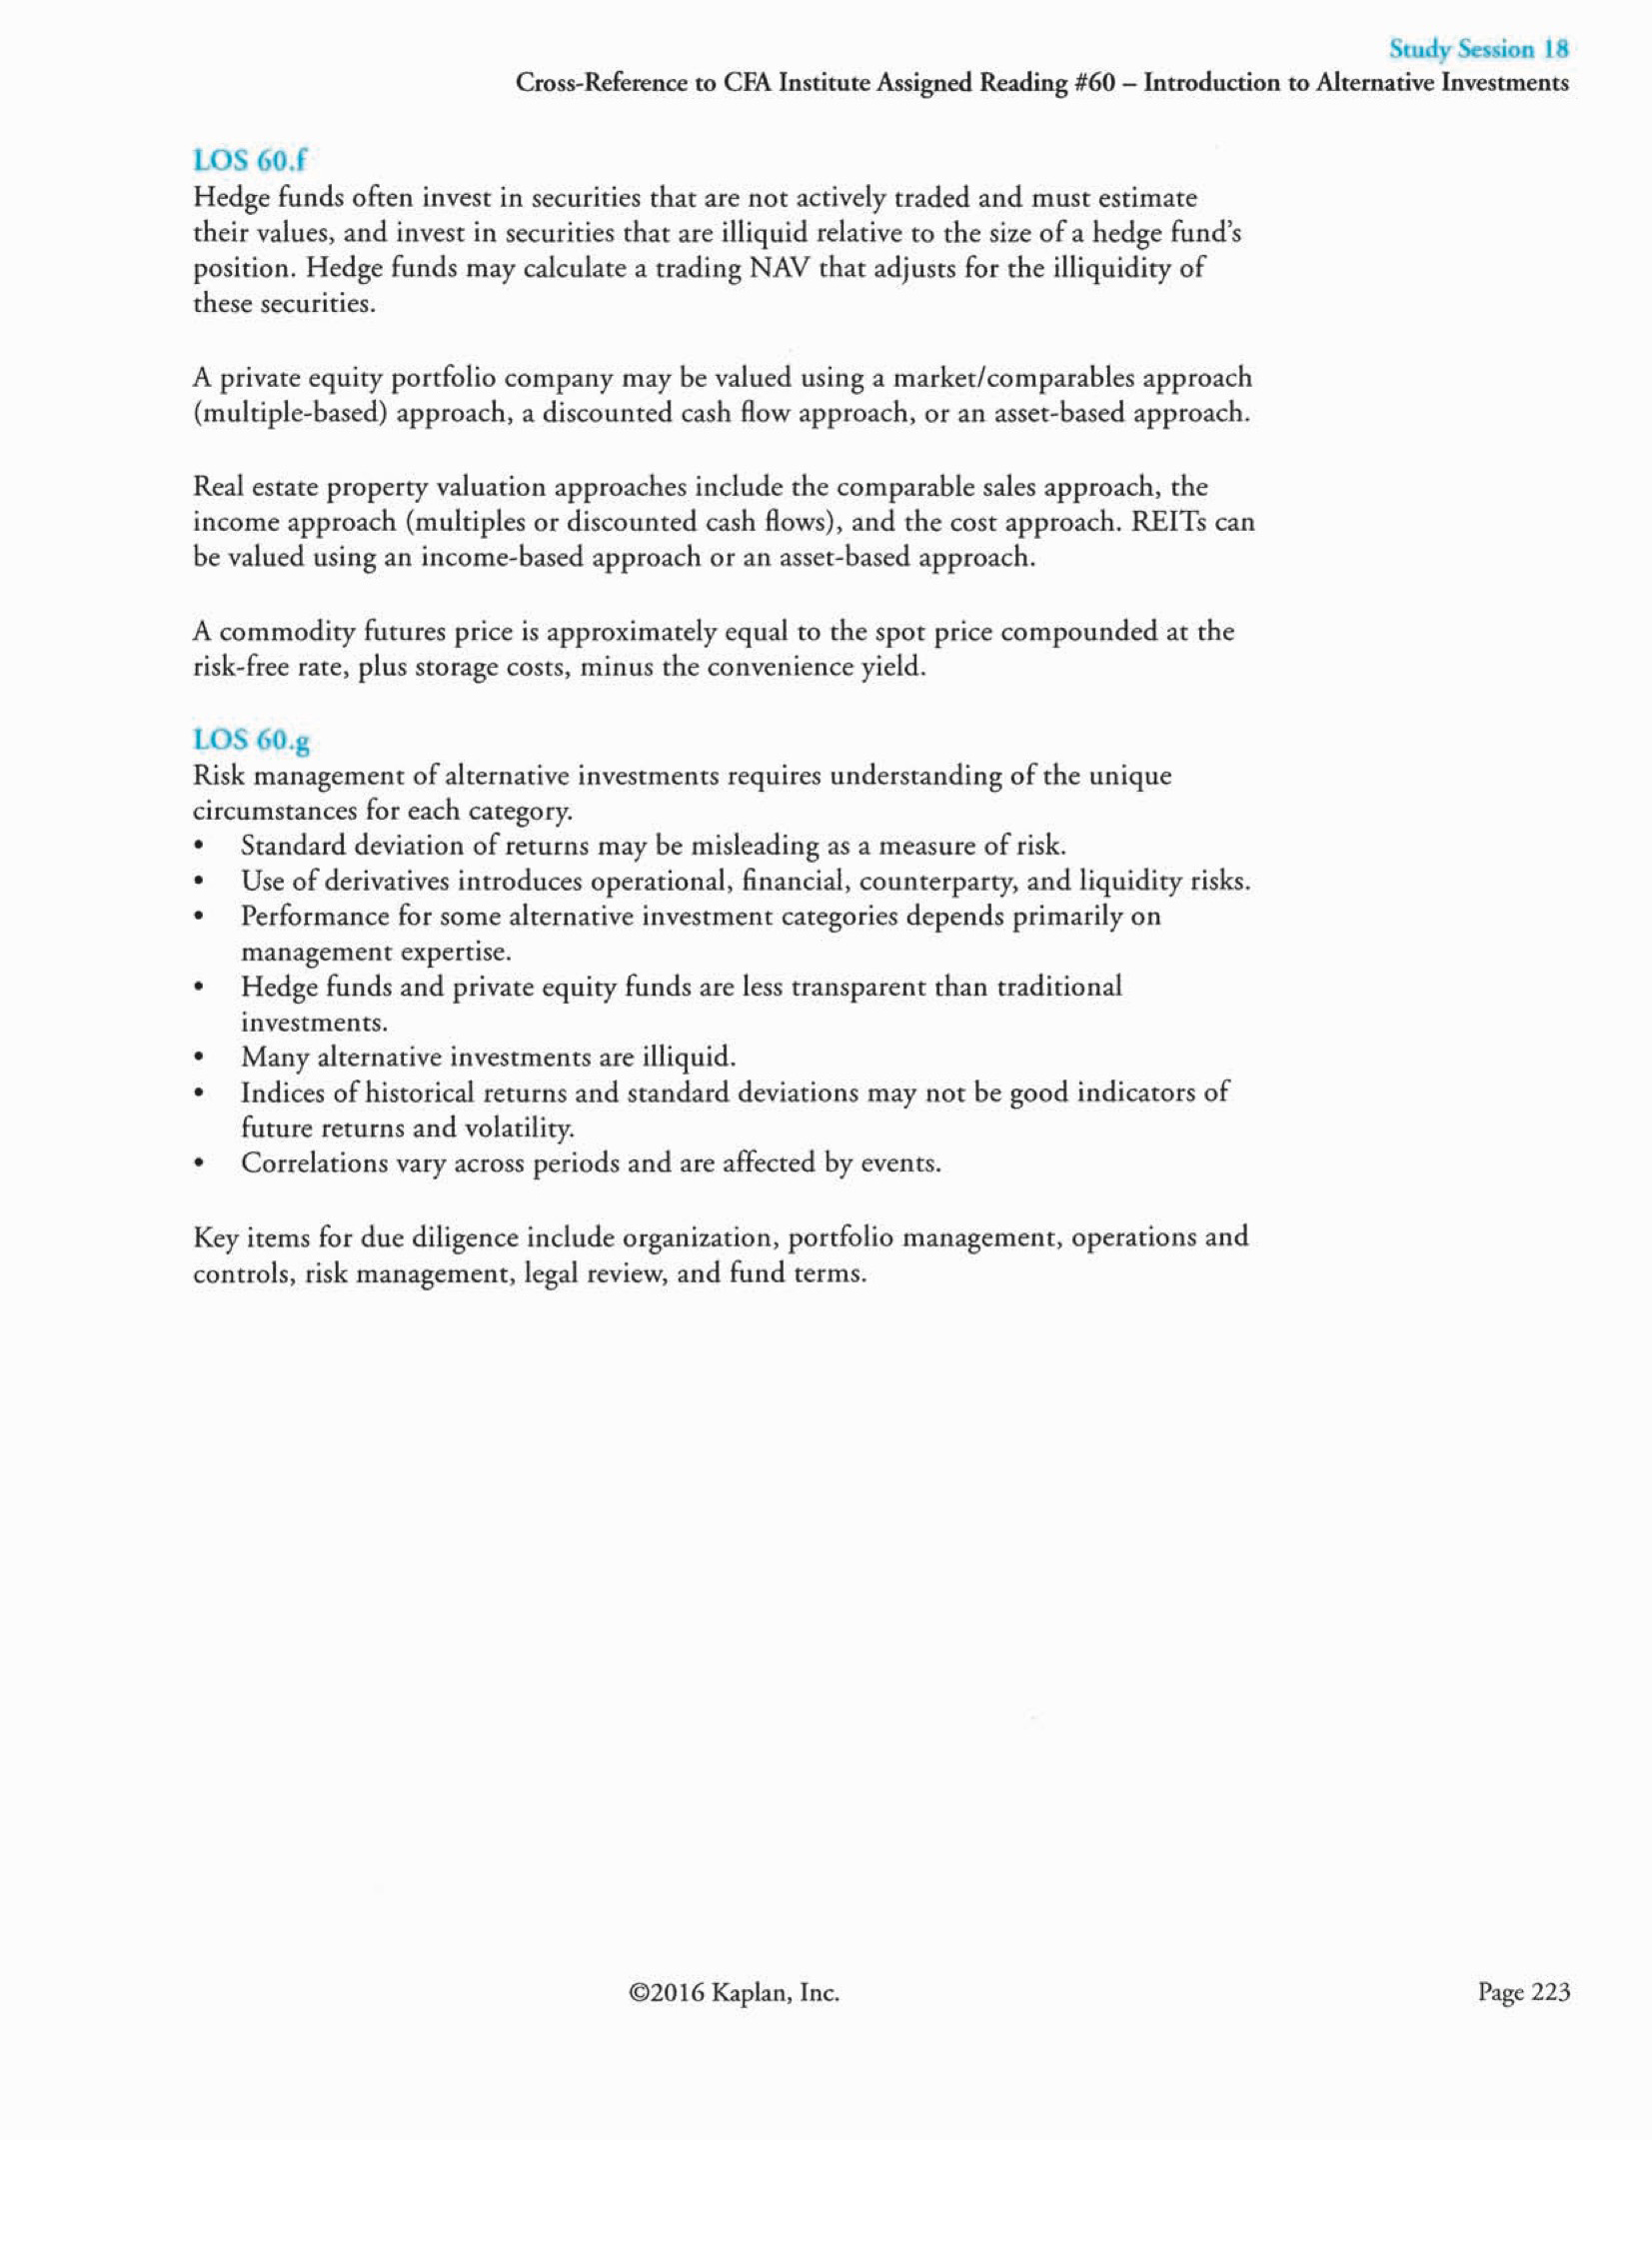 Study Session 18
Cross-Reference to CFA Institute Assigned Reading #60 – Introduction to Alternative Investments
LOS 60.f
Hedge funds often invest in securities that are not actively traded and must estimate
their values, and invest in securities that are illiquid relative to the size of a hedge fund's
position. Hedge funds may calculate a trading NAV that adjusts for the illiquidity of
these securities.
A private equity portfolio company may be valued using a market/comparables approach
(multiple-based) approach, a discounted cash flow approach, or an asset-based approach.
Real estate property valuation approaches include the comparable sales approach, the
income approach (multiples or discounted cash flows), and the cost approach. REITs can
be valued using an income-based approach or an asset-based approach.
A commodity futures price is approximately equal to the spot price compounded at the
risk-free rate, plus storage costs, minus the convenience yield.
LOS 60.g
Risk management of alternative investments requires understanding of the unique
circumstances for each category.
• Standard deviation of returns may be misleading as a measure of risk.
• Use of derivatives introduces operational, financial, counterparty, and liquidity risks.
• Performance for some alternative investment categories depends primarily on
management expertise.
• Hedge funds and private equity funds are less transparent than traditional
investments.
• Many alternative investments are illiquid.
• Indices of historical returns and standard deviations may not be good indicators of
future returns and volatility.
• Correlations vary across periods and are affected by events.
Key items for due diligence include organization, portfolio management, operations and
controls, risk management, legal review, and fund terms.
©2016 Kaplan, Inc.
Page 223